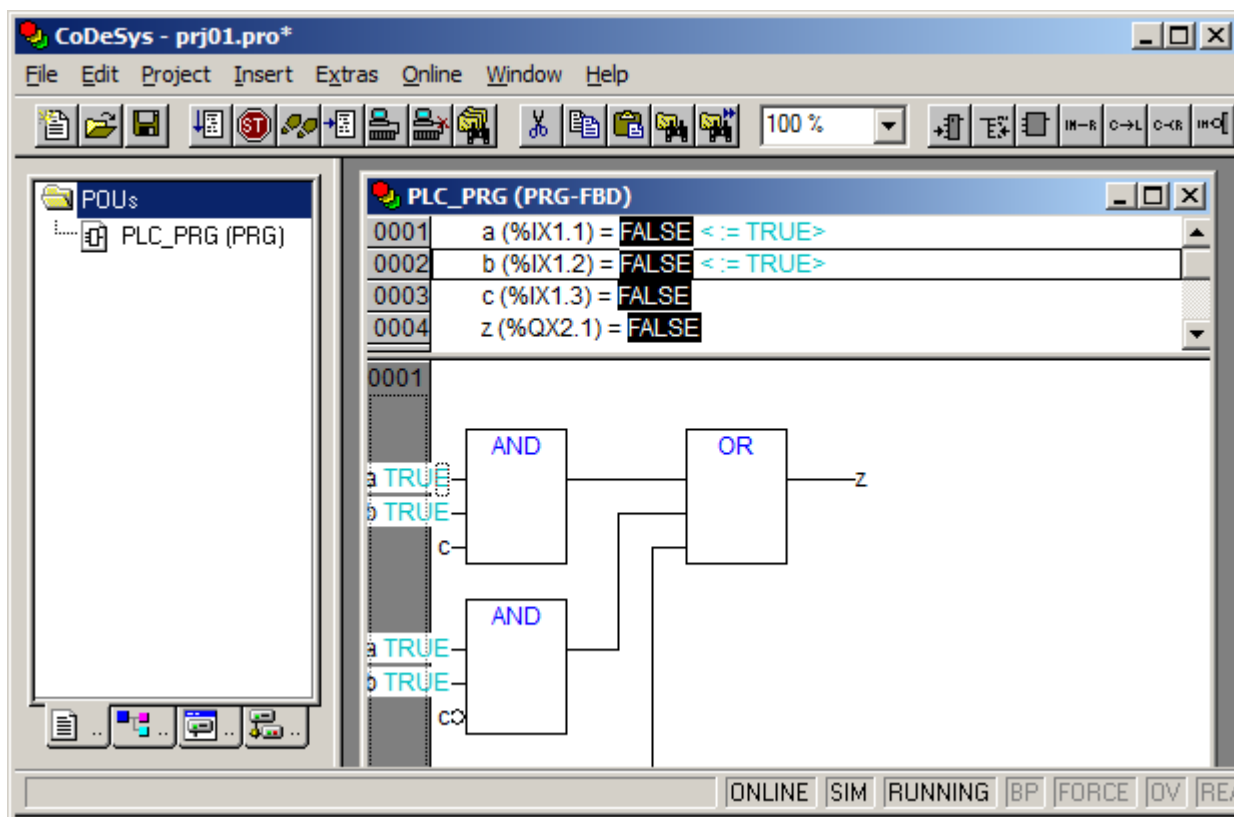 CoDeSys - prj01.pro*
File Edit Project Insert Extras Online Window Help
ST 100 % IN-R C→L C-<R
POUs
PLC_PRG (PRG)
PLC_PRG (PRG-FBD)
0001 a (%IX1.1) = FALSE < := TRUE>
0002 b (%IX1.2) = FALSE < := TRUE>
0003 c (%IX1.3) = FALSE
0004 z (%QX2.1) = FALSE
0001
AND OR
a TRUE z
b TRUE
c
AND
a TRUE
b TRUE
c
.. .. .. ..
ONLINE SIM RUNNING BP FORCE OV